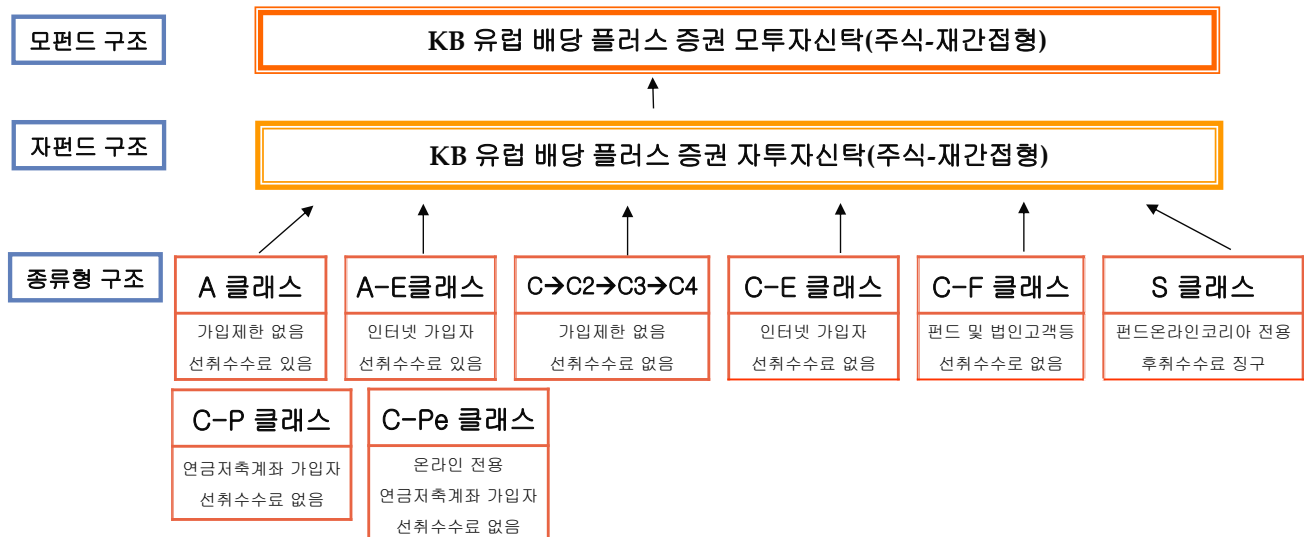 모펀드 구조
KB 유럽 배당 플러스 증권 모투자신탁(주식-재간접형)
자펀드 구조
KB 유럽 배당 플러스 증권 자투자신탁(주식-재간접형)
종류형 구조
A 클래스
가입제한 없음
선취수수료 있음
A-E클래스
인터넷 가입자
선취수수료 있음
C→C2→C3→C4
가입제한 없음
선취수수료 없음
C-E 클래스
인터넷 가입자
선취수수료 없음
C-F 클래스
펀드 및 법인고객등
선취수수로 없음
S 클래스
펀드온라인코리아 전용
후취수수료 징구
C-P 클래스
연금저축계좌 가입자
선취수수료 없음
C-Pe 클래스
온라인 전용
연금저축계좌 가입자
선취수수료 없음